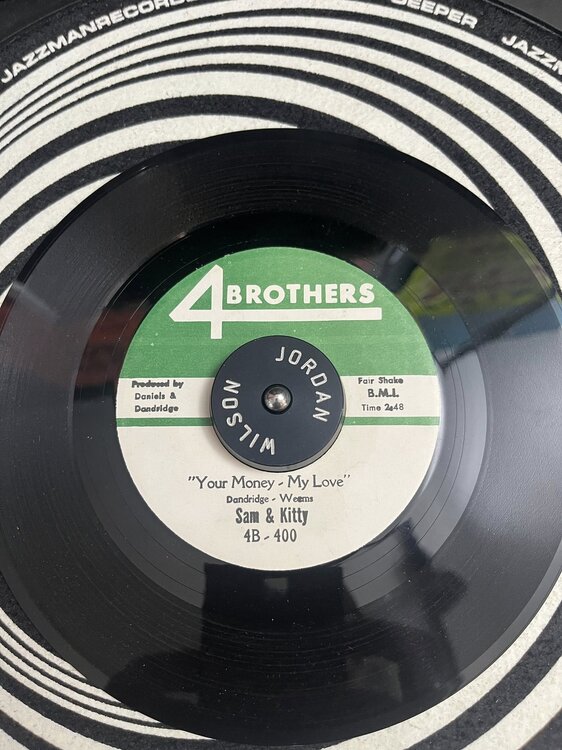 JAZZMANRECORDS
DEEPER
JAZZM
4 BROTHERS
JORDAN
WILSON
Produced by
Daniels &
Dandridge
Fair Shake
B.M.I.
Time 2:48
"Your Money - My Love"
Dandridge - Weems
Sam & Kitty
4B - 400